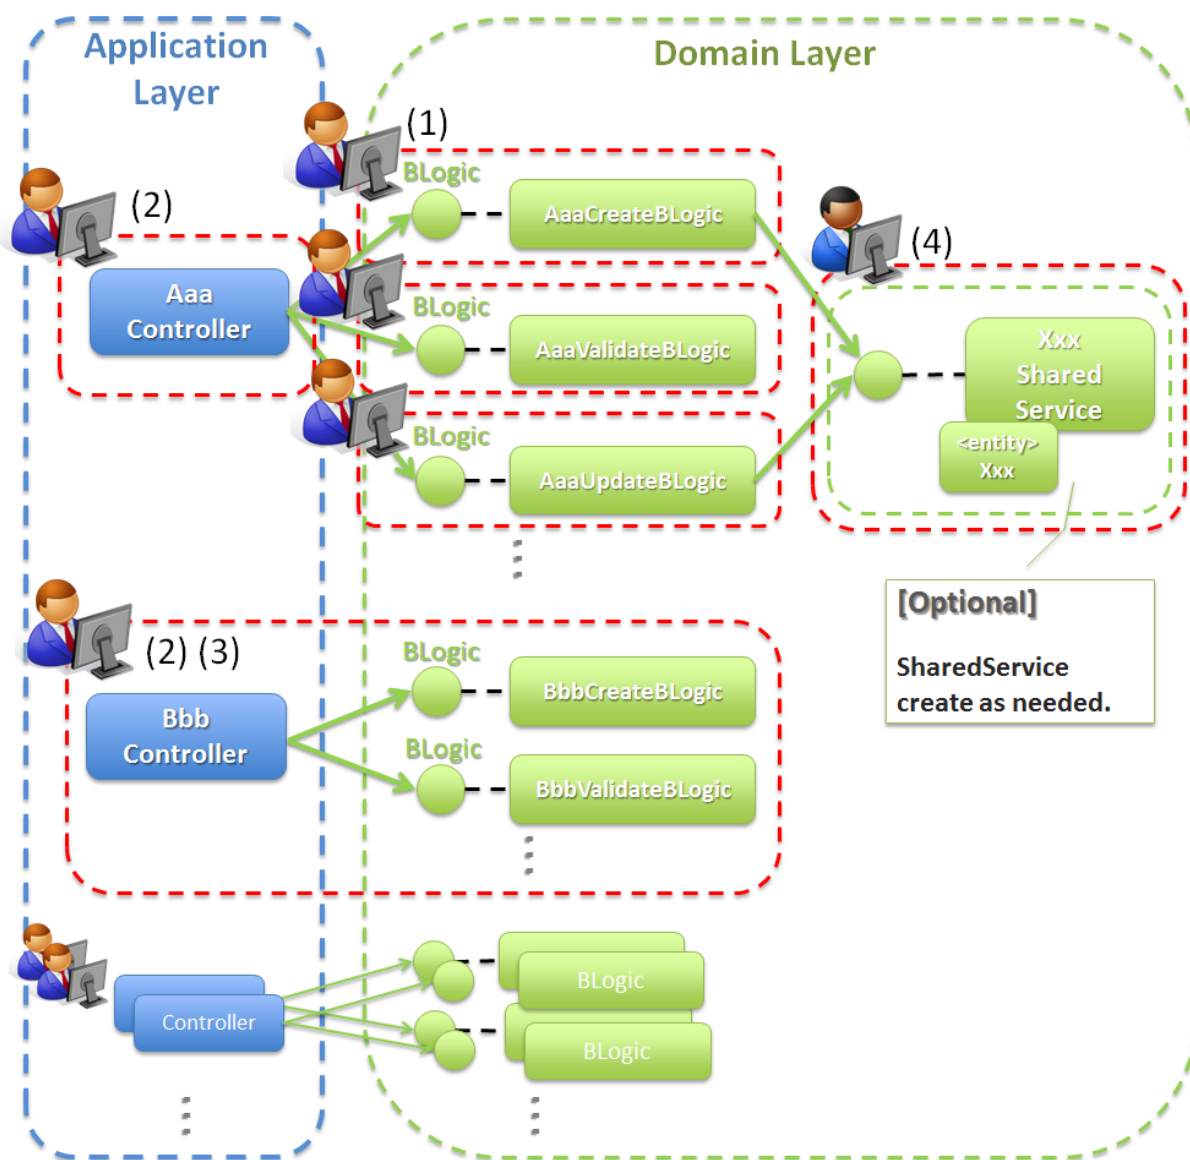 Application
Layer
Domain Layer
(1)
BLogic
AaaCreateBLogic
(2)
(4)
Aaa
Controller
BLogic
AaaValidateBLogic
Xxx
Shared
Service
<entity>
Xxx
BLogic
AaaUpdateBLogic
[Optional]
SharedService
create as needed.
(2) (3)
BLogic
BbbCreateBLogic
Bbb
Controller
BLogic
BbbValidateBLogic
BLogic
Controller
BLogic